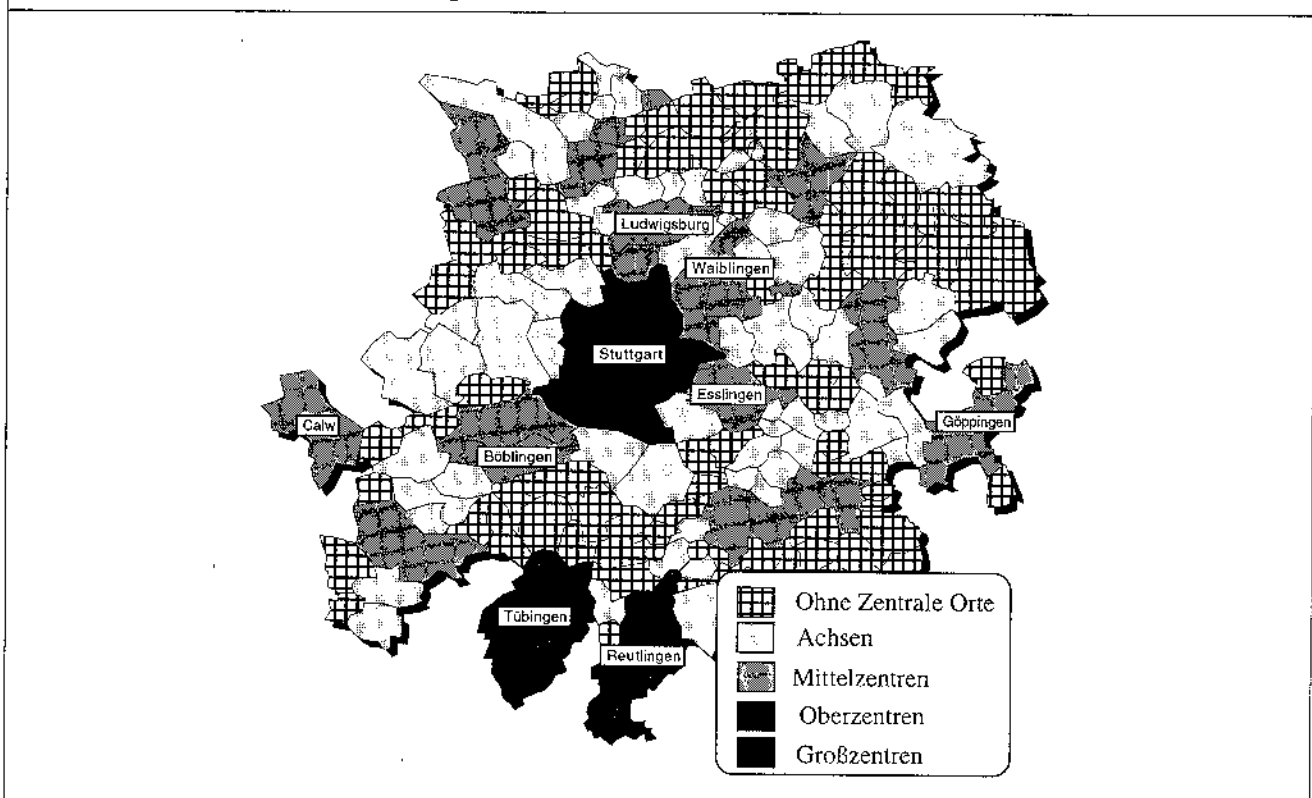 Ludwigsburg
Waiblingen
Stuttgart
Esslingen
Calw
Göppingen
Böblingen
Tübingen
Reutlingen
Ohne Zentrale Orte
Achsen
Mittelzentren
Oberzentren
Großzentren